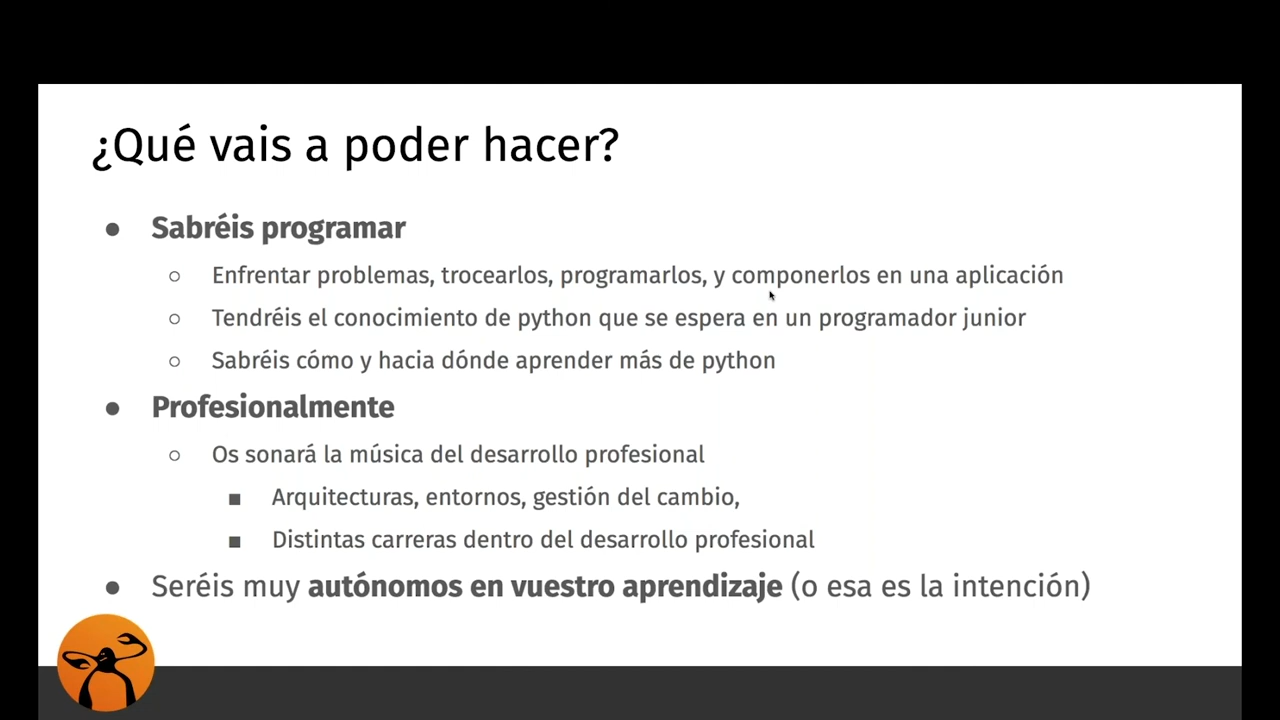 ¿Qué vais a poder hacer?
● Sabréis programar
○ Enfrentar problemas, trocearlos, programarlos, y componerlos en una aplicación
○ Tendréis el conocimiento de python que se espera en un programador junior
○ Sabréis cómo y hacia dónde aprender más de python
● Profesionalmente
○ Os sonará la música del desarrollo profesional
■ Arquitecturas, entornos, gestión del cambio,
■ Distintas carreras dentro del desarrollo profesional
● Seréis muy autónomos en vuestro aprendizaje (o esa es la intención)